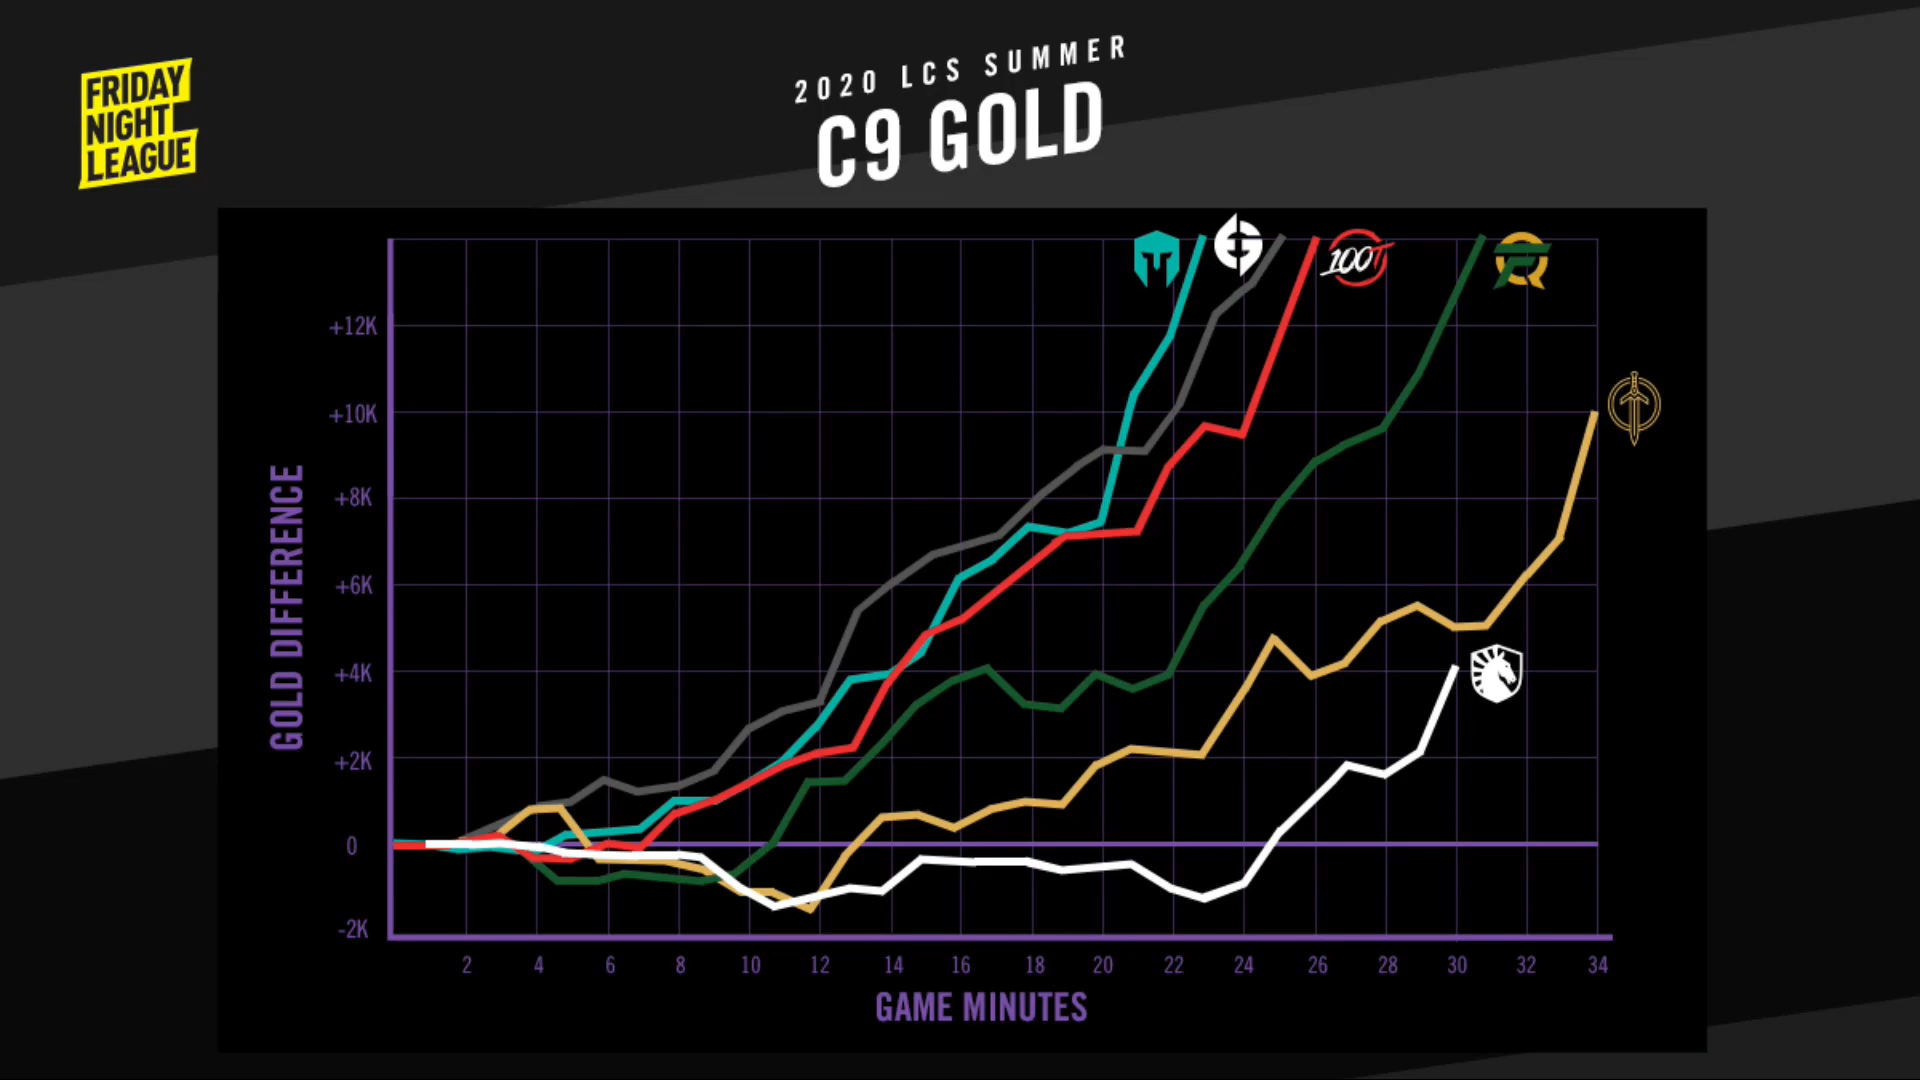 FRIDAY
NIGHT
LEAGUE
2020 LCS SUMMER
C9 GOLD
100T
+12K
+10K
+8K
+6K
+4K
+2K
0
-2K
GOLD DIFFERENCE
2 4 6 8 10 12 14 16 18 20 22 24 26 28 30 32 34
GAME MINUTES